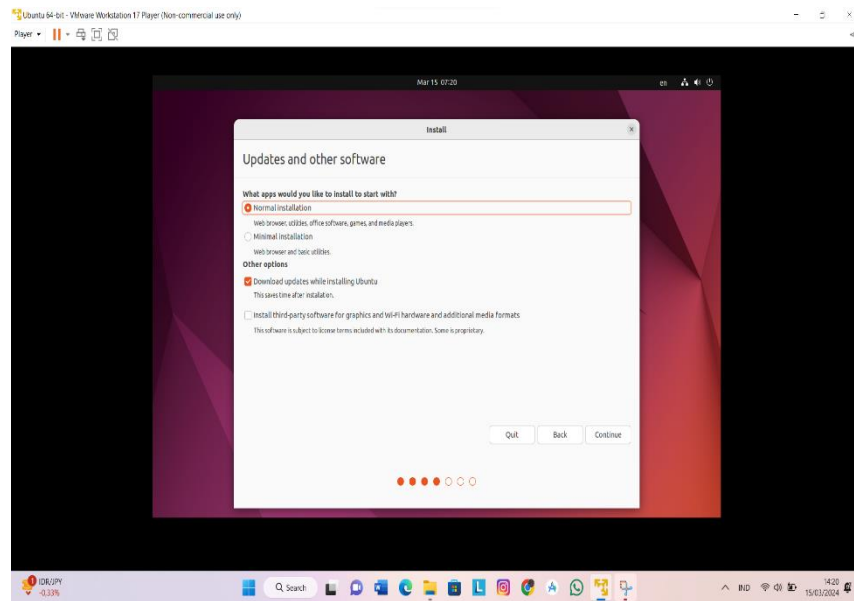 Ubuntu 64-bit - VMware Workstation 17 Player (Non-commercial use only)
Player
Mar 15 07:20
en
Install
Updates and other software
What apps would you like to install to start with?
Normal installation
Web browser, utilities, office software, games, and media players.
Minimal installation
Web browser and basic utilities.
Other options
Download updates while installing Ubuntu
This saves time after installation.
Install third-party software for graphics and Wi-Fi hardware and additional media formats
This software is subject to license terms included with its documentation. Some is proprietary.
Quit
Back
Continue
1
IDR/JPY
-0,33%
Search
IND
14:20
15/03/2024